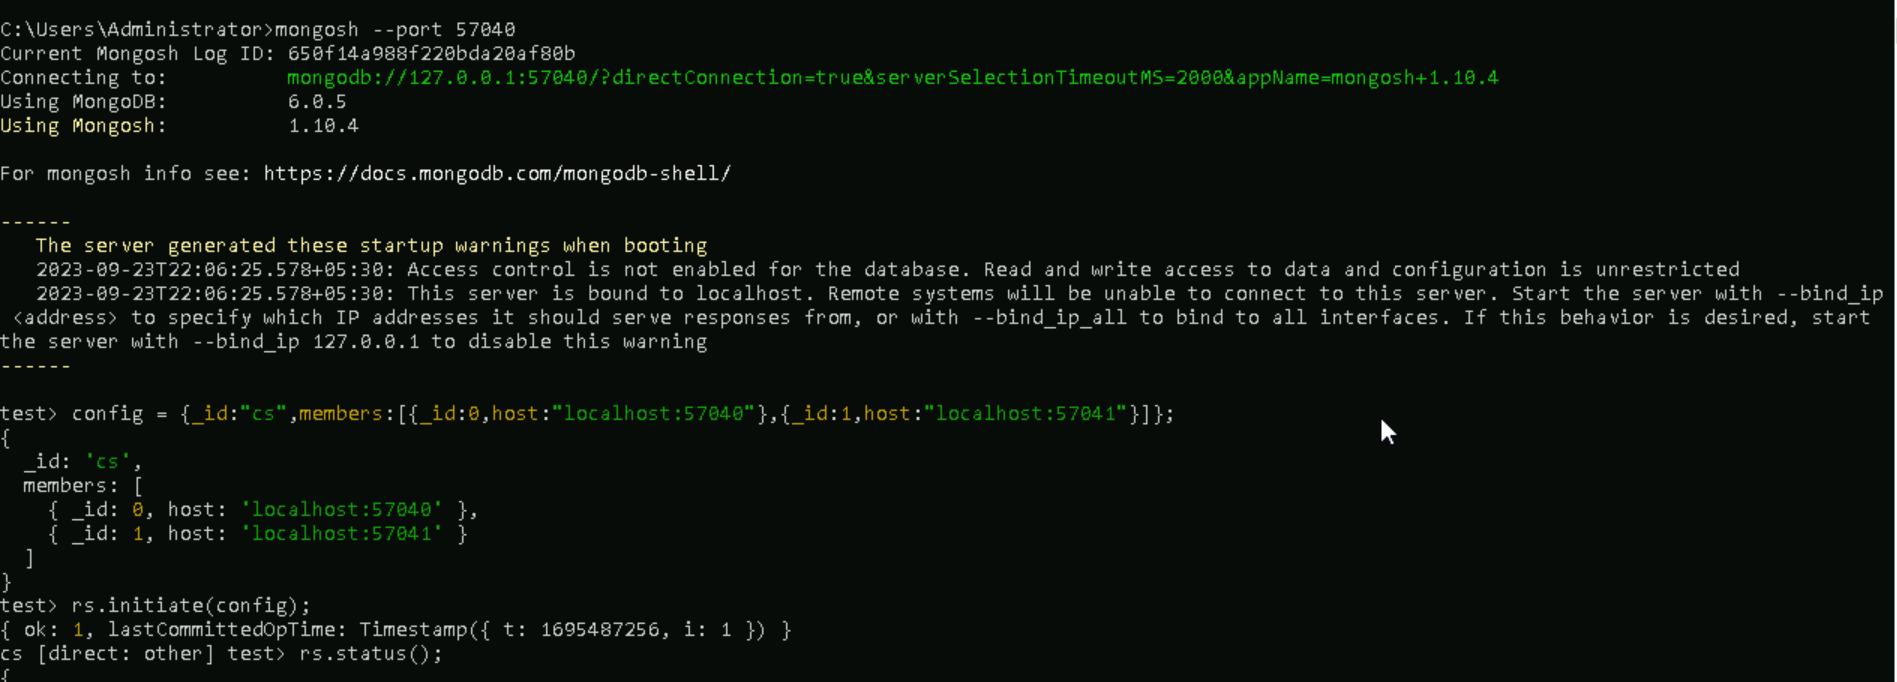 C:\Users\Administrator>mongosh --port 57040
Current Mongosh Log ID: 650f14a988f220bda20af80b
Connecting to:          mongodb://127.0.0.1:57040/?directConnection=true&serverSelectionTimeoutMS=2000&appName=mongosh+1.10.4
Using MongoDB:          6.0.5
Using Mongosh:          1.10.4
For mongosh info see: https://docs.mongodb.com/mongodb-shell/
------
   The server generated these startup warnings when booting
   2023-09-23T22:06:25.578+05:30: Access control is not enabled for the database. Read and write access to data and configuration is unrestricted
   2023-09-23T22:06:25.578+05:30: This server is bound to localhost. Remote systems will be unable to connect to this server. Start the server with --bind_ip
 <address> to specify which IP addresses it should serve responses from, or with --bind_ip_all to bind to all interfaces. If this behavior is desired, start
the server with --bind_ip 127.0.0.1 to disable this warning
------
test> config = {_id:"cs",members:[{_id:0,host:"localhost:57040"},{_id:1,host:"localhost:57041"}]};
{
  _id: 'cs',
  members: [
    { _id: 0, host: 'localhost:57040' },
    { _id: 1, host: 'localhost:57041' }
  ]
}
test> rs.initiate(config);
{ ok: 1, lastCommittedOpTime: Timestamp({ t: 1695487256, i: 1 }) }
cs [direct: other] test> rs.status();
{